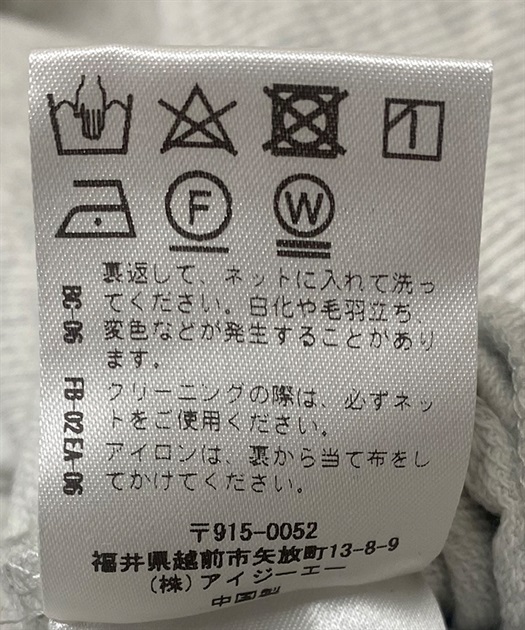 F W
裏返して、ネットに入れて洗っ
てください。白化や毛羽立ち
変色などが発生することがあり
ます。
クリーニングの際は、必ずネッ
トをご使用ください。
アイロンは、裏から当て布をし
てかけてください。
BC-06 FB-02 EA-06
〒915-0052
福井県越前市矢放町13-8-9
(株)アイジーエー
中国製